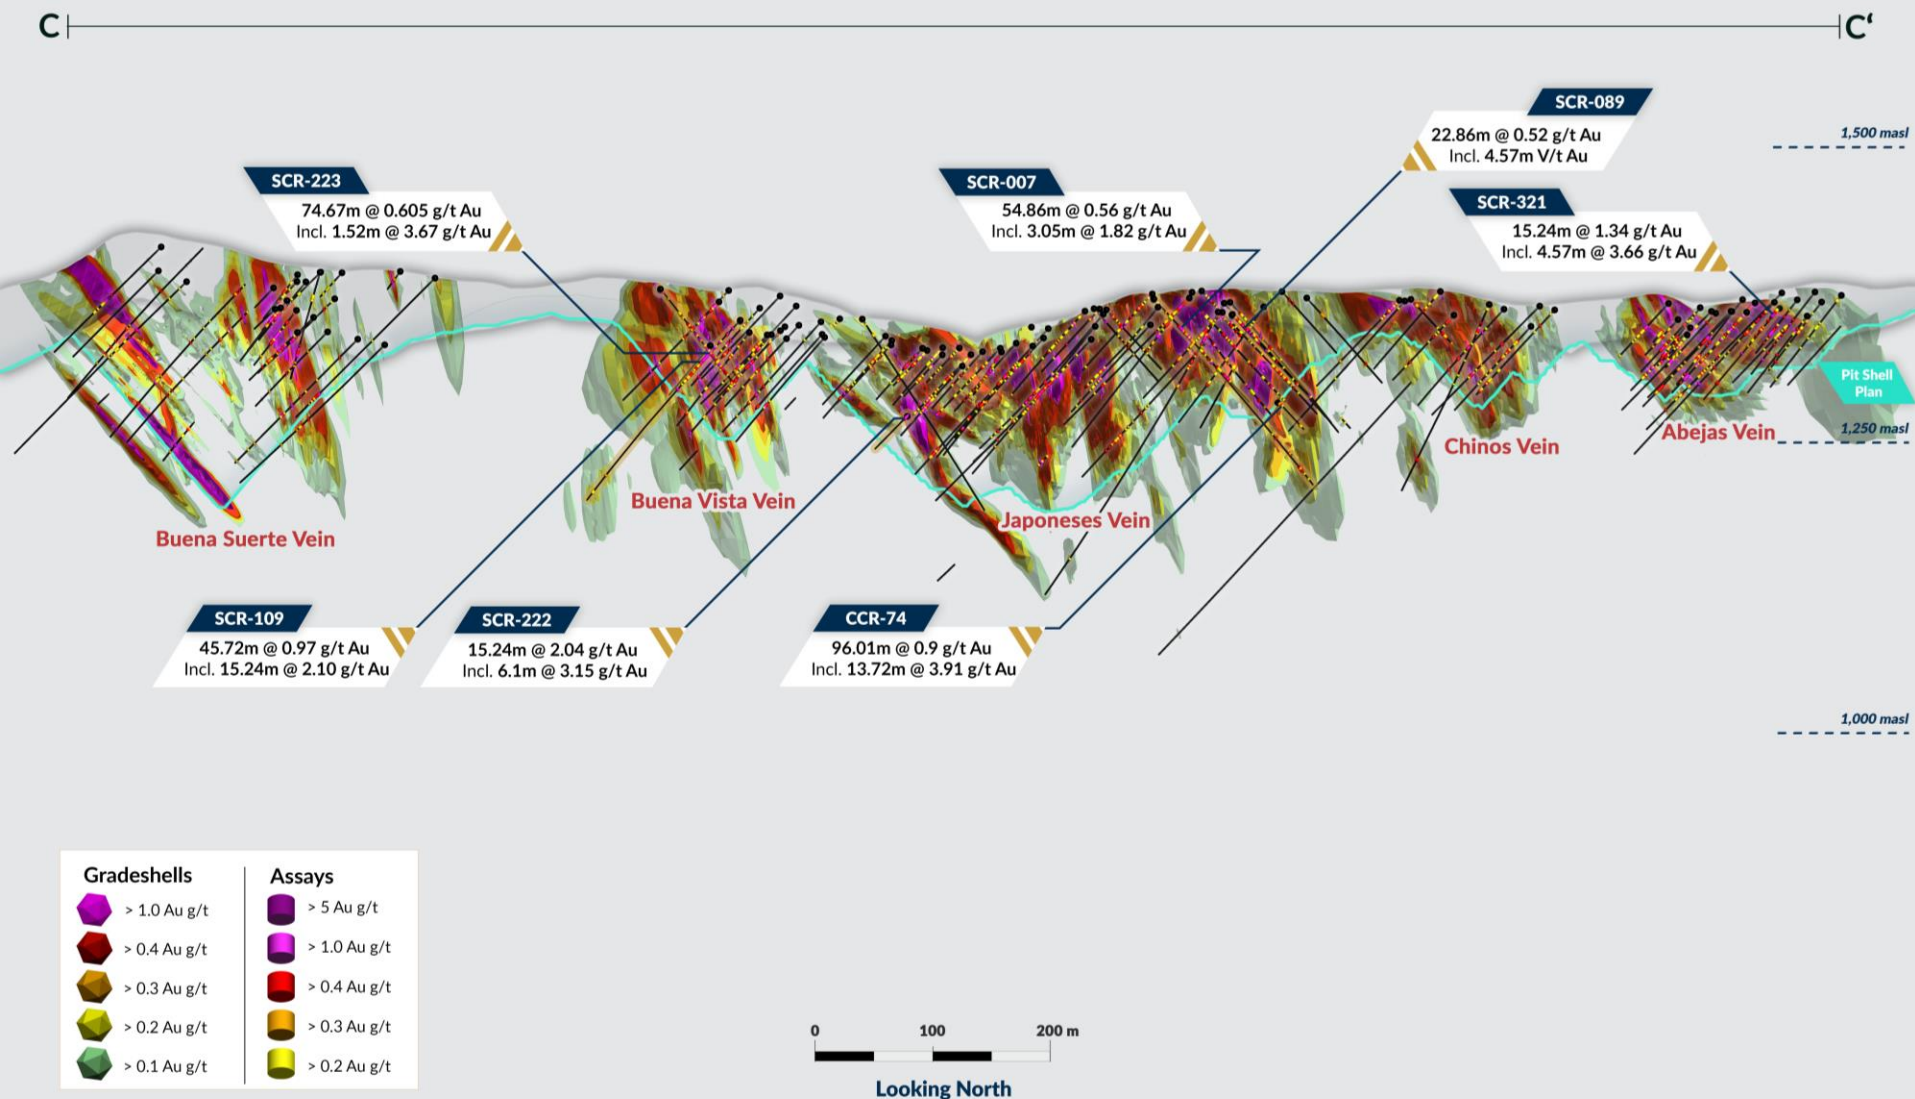 C
C‘
SCR-089
22.86m @ 0.52 g/t Au
Incl. 4.57m V/t Au
1,500 masl
SCR-223
74.67m @ 0.605 g/t Au
Incl. 1.52m @ 3.67 g/t Au
SCR-007
54.86m @ 0.56 g/t Au
Incl. 3.05m @ 1.82 g/t Au
SCR-321
15.24m @ 1.34 g/t Au
Incl. 4.57m @ 3.66 g/t Au
Pit Shell
Plan
1,250 masl
Buena Suerte Vein
Buena Vista Vein
Japoneses Vein
Chinos Vein
Abejas Vein
SCR-109
45.72m @ 0.97 g/t Au
Incl. 15.24m @ 2.10 g/t Au
SCR-222
15.24m @ 2.04 g/t Au
Incl. 6.1m @ 3.15 g/t Au
CCR-74
96.01m @ 0.9 g/t Au
Incl. 13.72m @ 3.91 g/t Au
1,000 masl
Gradeshells
> 1.0 Au g/t
> 0.4 Au g/t
> 0.3 Au g/t
> 0.2 Au g/t
> 0.1 Au g/t
Assays
> 5 Au g/t
> 1.0 Au g/t
> 0.4 Au g/t
> 0.3 Au g/t
> 0.2 Au g/t
0 100 200 m
Looking North